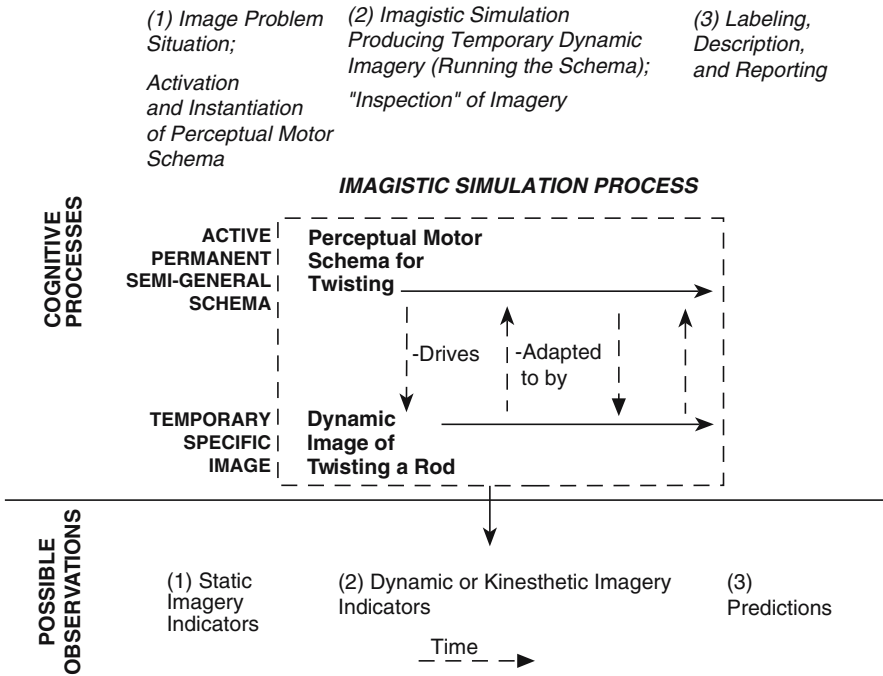 (1) Image Problem
Situation;
Activation
and Instantiation
of Perceptual Motor
Schema
(2) Imagistic Simulation
Producing Temporary Dynamic
Imagery (Running the Schema);
"Inspection" of Imagery
(3) Labeling,
Description,
and Reporting
IMAGISTIC SIMULATION PROCESS
COGNITIVE
PROCESSES
ACTIVE
PERMANENT
SEMI-GENERAL
SCHEMA
Perceptual Motor
Schema for
Twisting
-Drives
-Adapted
to by
TEMPORARY
SPECIFIC
IMAGE
Dynamic
Image of
Twisting a Rod
POSSIBLE
OBSERVATIONS
(1) Static
Imagery
Indicators
(2) Dynamic or Kinesthetic Imagery
Indicators
(3)
Predictions
Time